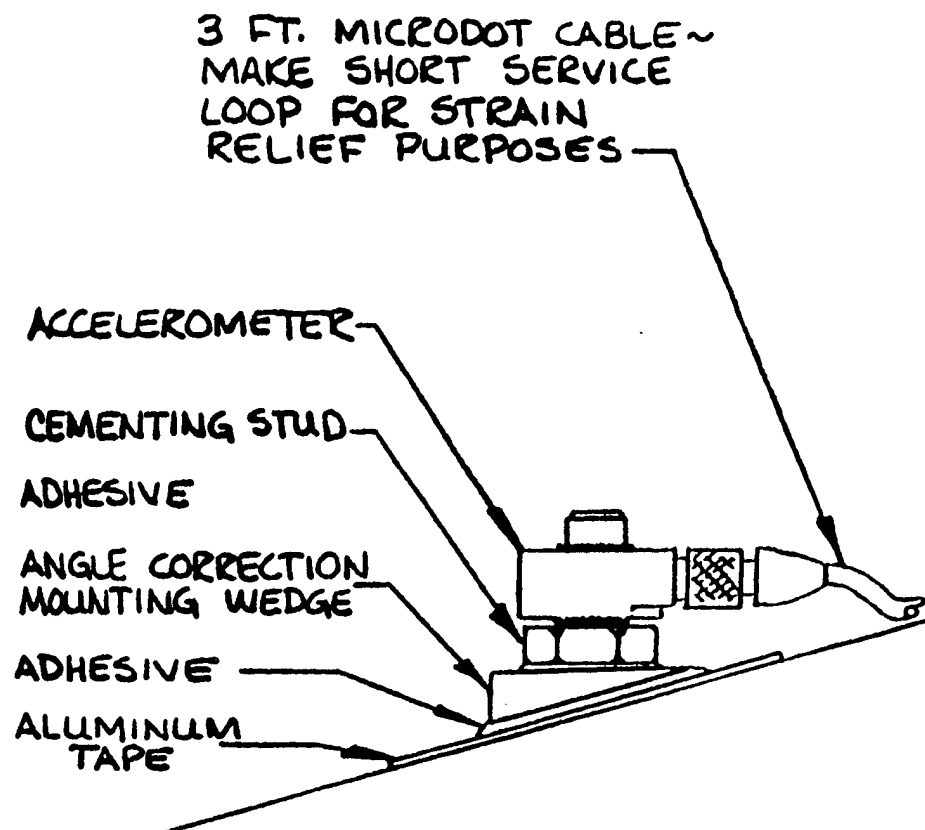 3 FT. MICRODOT CABLE~
MAKE SHORT SERVICE
LOOP FOR STRAIN
RELIEF PURPOSES
ACCELEROMETER
CEMENTING STUD
ADHESIVE
ANGLE CORRECTION
MOUNTING WEDGE
ADHESIVE
ALUMINUM
TAPE